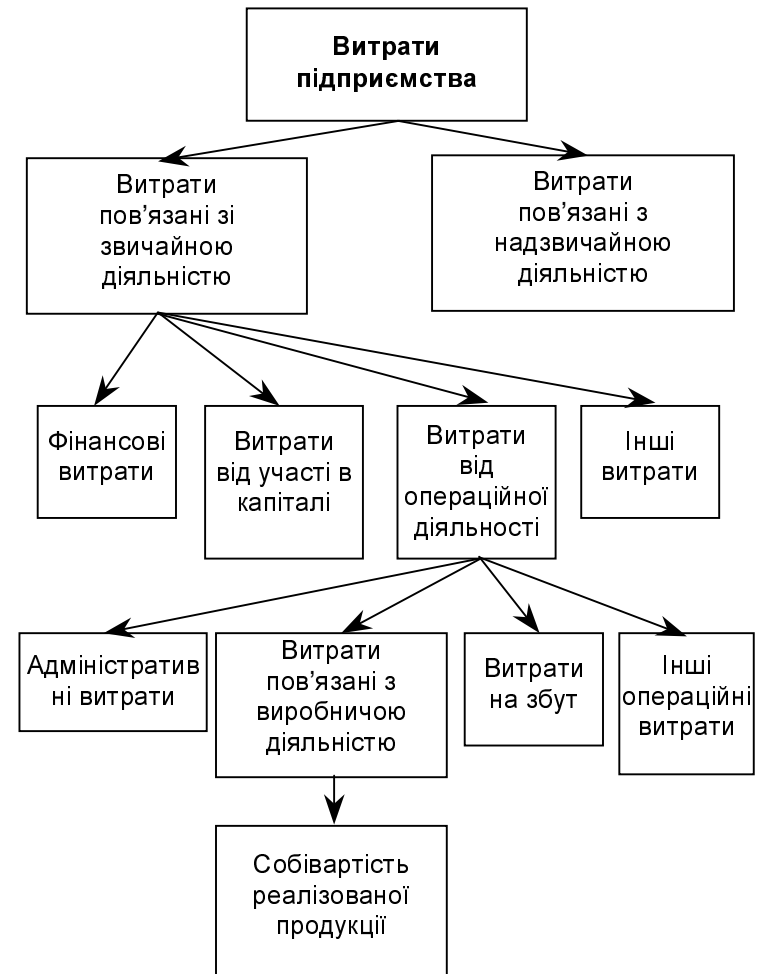 Витрати
підприємства
Витрати
пов’язані зі
звичайною
діяльністю
Витрати
пов’язані з
надзвичайною
діяльністю
Фінансові
витрати
Витрати
від участі в
капіталі
Витрати
від
операційної
діяльності
Інші
витрати
Адміністратив
ні витрати
Витрати
пов’язані з
виробничою
діяльністю
Витрати
на збут
Інші
операційні
витрати
Собівартість
реалізованої
продукції